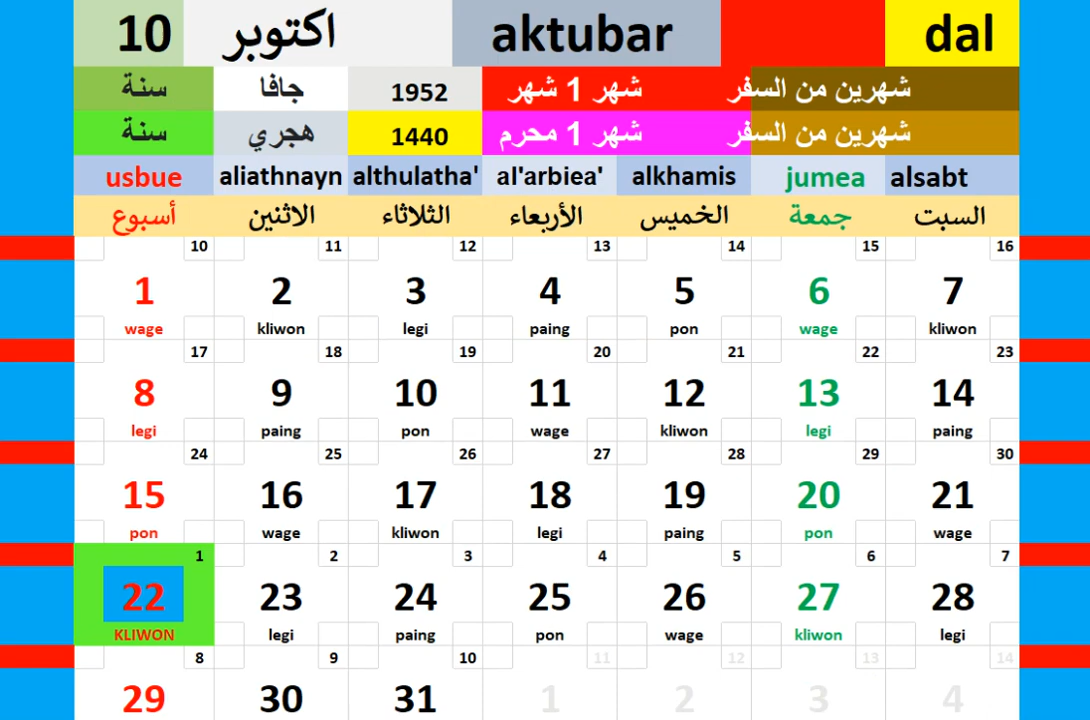 10 اكتوبر aktubar dal
سنة جافا 1952 شهر 1 شهر شهرين من السفر
سنة هجري 1440 شهر 1 محرم شهرين من السفر
usbue aliathnayn althulatha' al'arbiea' alkhamis jumea alsabt
أسبوع الاثنين الثلاثاء الأربعاء الخميس جمعة السبت
10 11 12 13 14 15 16
1 2 3 4 5 6 7
wage kliwon legi paing pon wage kliwon
17 18 19 20 21 22 23
8 9 10 11 12 13 14
legi paing pon wage kliwon legi paing
24 25 26 27 28 29 30
15 16 17 18 19 20 21
pon wage kliwon legi paing pon wage
1 2 3 4 5 6 7
22 23 24 25 26 27 28
KLIWON legi paing pon wage kliwon legi
8 9 10 11 12 13 14
29 30 31 1 2 3 4